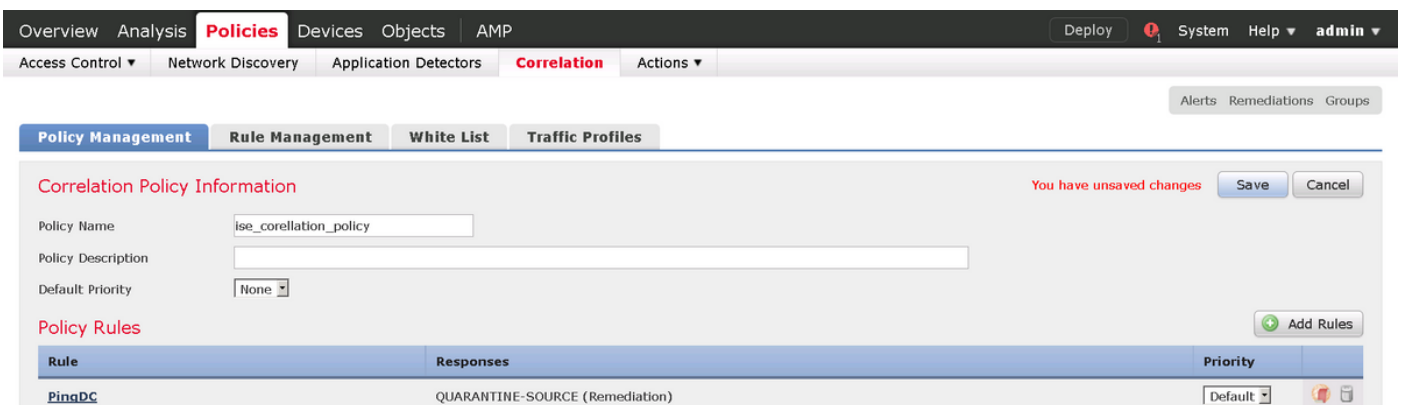 Overview Analysis Policies Devices Objects AMP Deploy 1 System Help admin
Access Control Network Discovery Application Detectors Correlation Actions
Alerts Remediations Groups
Policy Management Rule Management White List Traffic Profiles
Correlation Policy Information You have unsaved changes Save Cancel
Policy Name ise_corellation_policy
Policy Description
Default Priority None
Policy Rules Add Rules
Rule Responses Priority
PingDC QUARANTINE-SOURCE (Remediation) Default